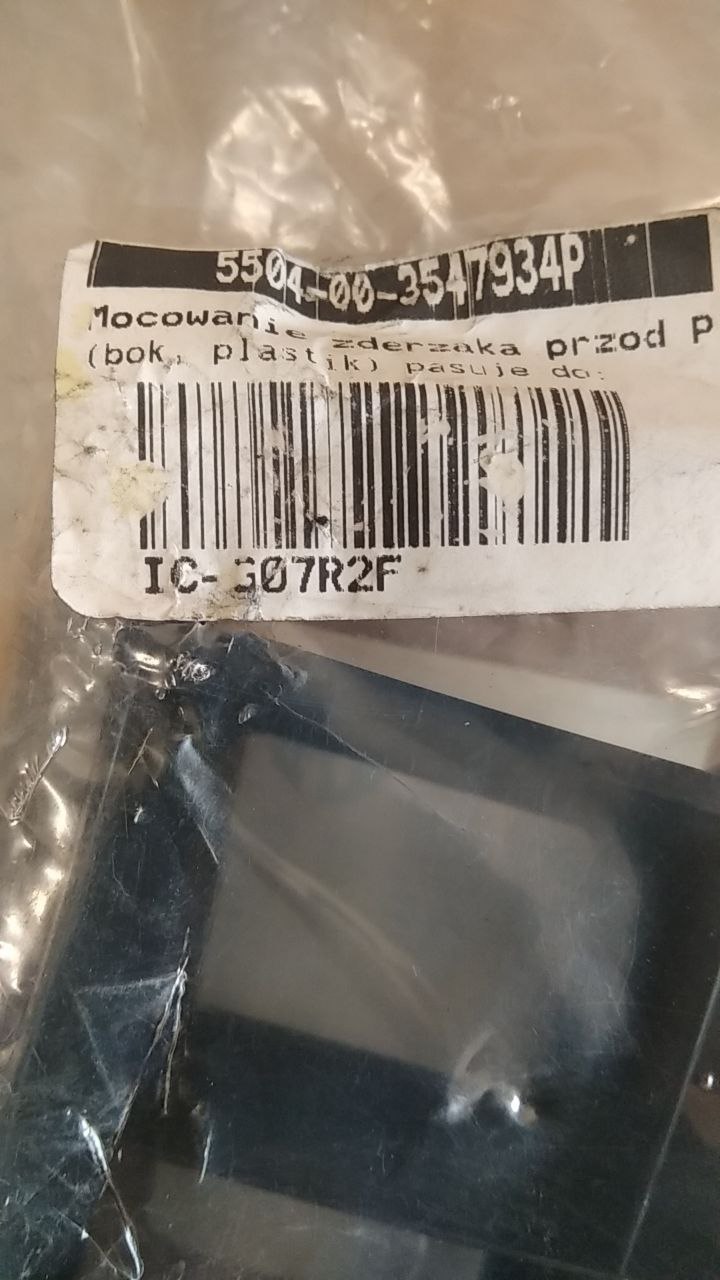 5504-00-3547934P
Mocowanie zderzaka przod P
(bok, plastik) pasuje do:
IC-G07R2F